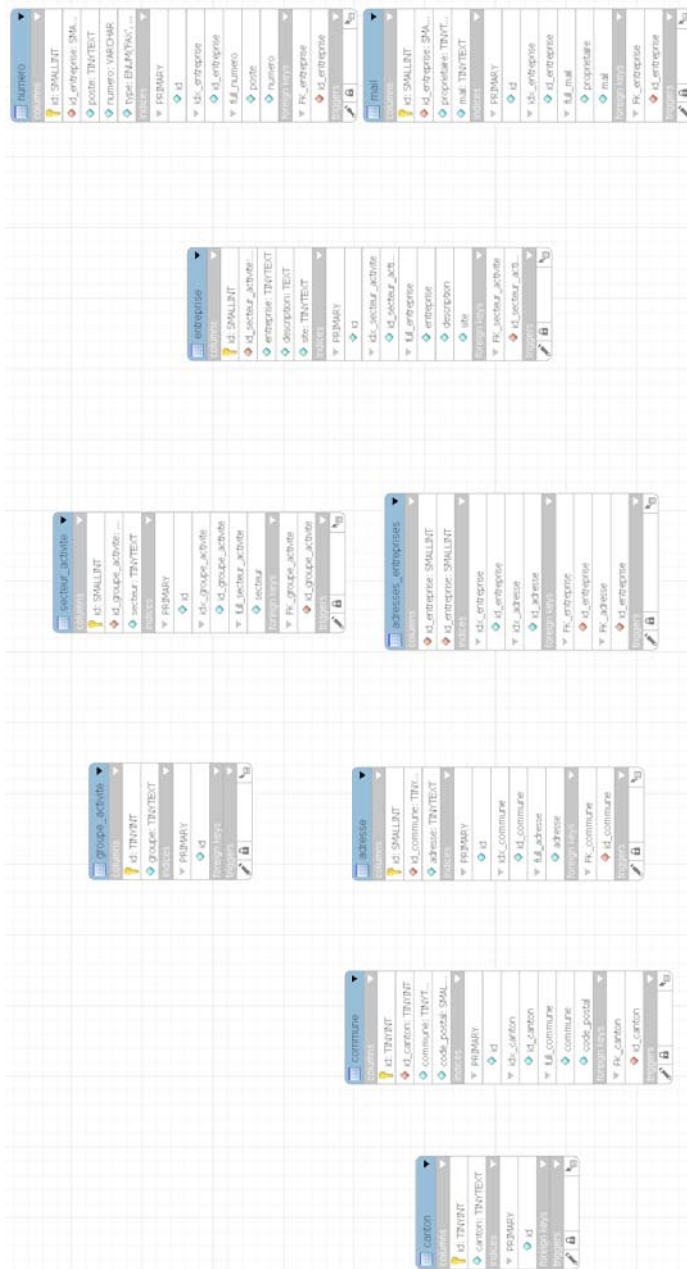 numero
columns
id: SMALLINT
id_entreprise: SMA...
poste: TINYTEXT
numero: VARCHAR
type: ENUM('FAX',...
indices
PRIMARY
id
idx_entreprise
id_entreprise
full_numero
poste
numero
foreign keys
FK_entreprise
id_entreprise
triggers
mail
columns
id: SMALLINT
id_entreprise: SMA...
proprietaire: TINYT...
mail: TINYTEXT
indices
PRIMARY
id
idx_entreprise
id_entreprise
full_mail
proprietaire
mail
foreign keys
FK_entreprise
id_entreprise
triggers
entreprise
columns
id: SMALLINT
id_secteur_activite:...
entreprise: TINYTEXT
description: TEXT
site: TINYTEXT
indices
PRIMARY
id
idx_secteur_activite
id_secteur_acti...
full_entreprise
entreprise
description
site
foreign keys
FK_secteur_activite
id_secteur_acti...
triggers
secteur_activite
columns
id: SMALLINT
id_groupe_activite: ...
secteur: TINYTEXT
indices
PRIMARY
id
idx_groupe_activite
id_groupe_activite
full_secteur_activite
secteur
foreign keys
FK_groupe_activite
id_groupe_activite
triggers
adresses_entreprises
columns
id_entreprise: SMALLINT
id_entreprise: SMALLINT
indices
idx_entreprise
id_entreprise
idx_adresse
id_adresse
foreign keys
FK_entreprise
id_entreprise
FK_adresse
id_entreprise
triggers
groupe_activite
columns
id: TINYINT
groupe: TINYTEXT
indices
PRIMARY
id
foreign keys
triggers
adresse
columns
id: SMALLINT
id_commune: TINY...
adresse: TINYTEXT
indices
PRIMARY
id
idx_commune
id_commune
full_adresse
adresse
foreign keys
FK_commune
id_commune
triggers
commune
columns
id: TINYINT
id_canton: TINYINT
commune: TINYT...
code_postal: SMAL...
indices
PRIMARY
id
idx_canton
id_canton
full_commune
commune
code_postal
foreign keys
FK_canton
id_canton
triggers
canton
columns
id: TINYINT
canton: TINYTEXT
indices
PRIMARY
id
foreign keys
triggers